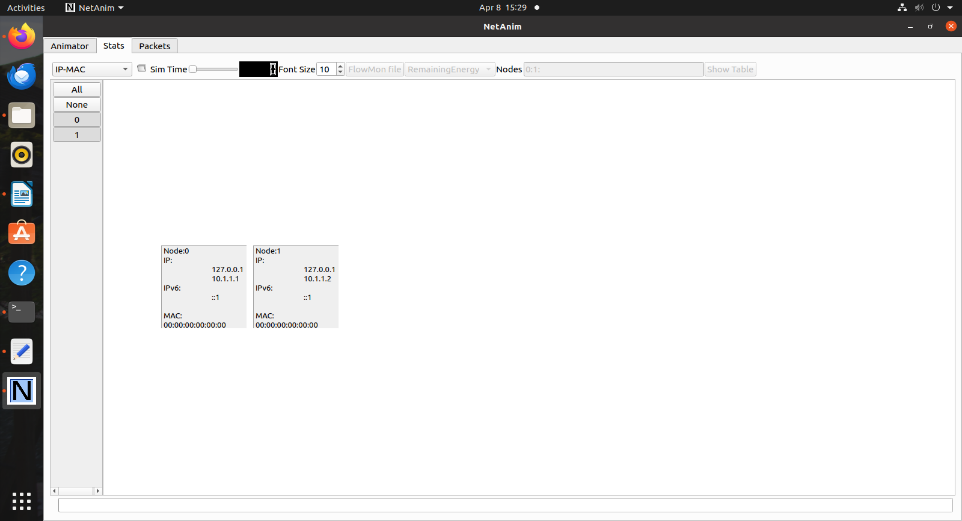 Activities NetAnim Apr 8 15:29
NetAnim
Animator Stats Packets
IP-MAC Sim Time Font Size 10 FlowMon file RemainingEnergy Nodes 0:1: Show Table
All
None
0
1
Node:0
IP:
127.0.0.1
10.1.1.1
IPv6:
::1
MAC:
00:00:00:00:00:00
Node:1
IP:
127.0.0.1
10.1.1.2
IPv6:
::1
MAC:
00:00:00:00:00:00